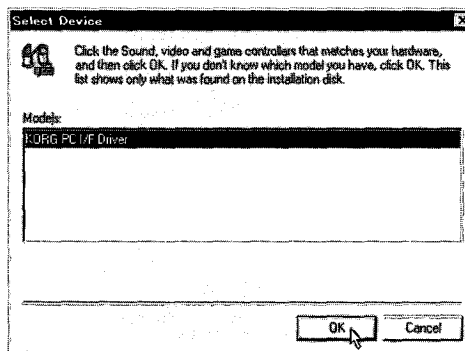 Select Device
Click the Sound, video and game controllers that matches your hardware,
and then click OK. If you don't know which model you have, click OK. This
list shows only what was found on the installation disk.
Models:
KORG PC I/F Driver
OK
Cancel